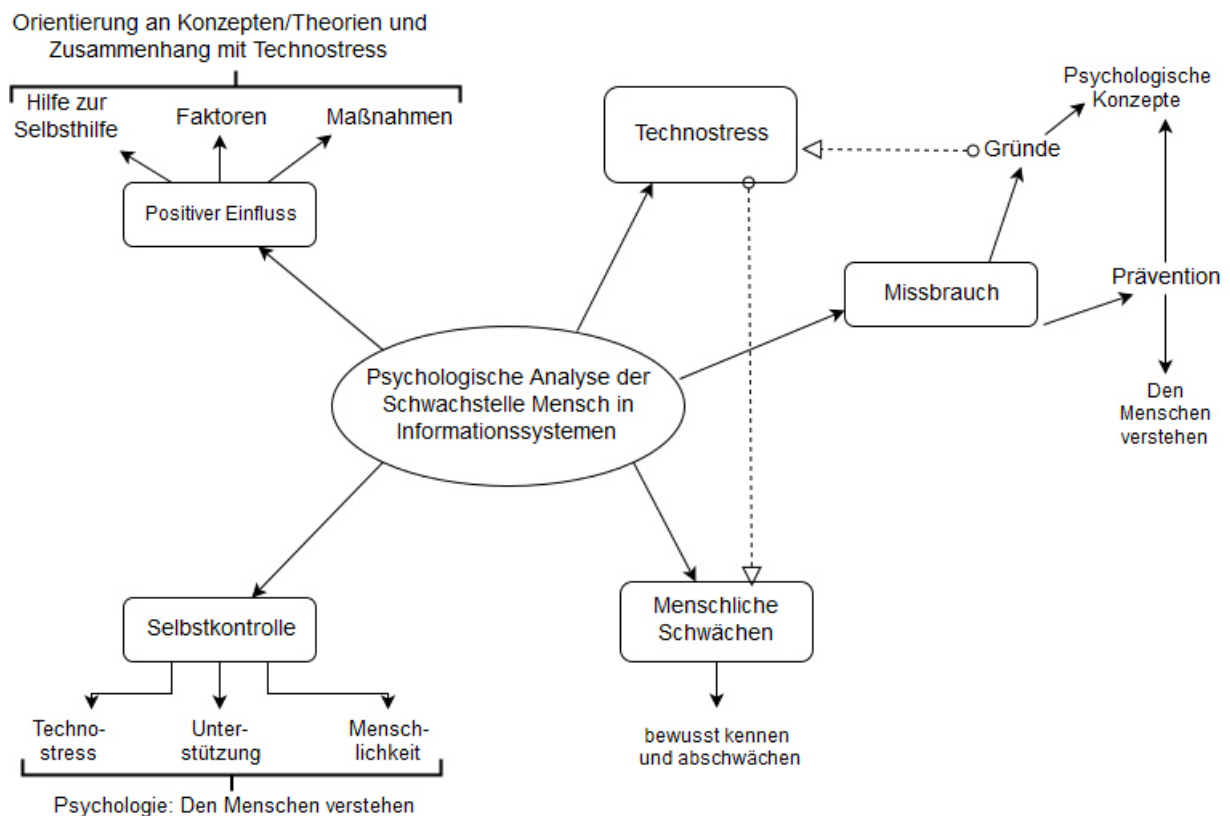 Orientierung an Konzepten/Theorien und
Zusammenhang mit Technostress
Hilfe zur
Selbsthilfe
Faktoren
Maßnahmen
Positiver Einfluss
Technostress
Psychologische
Konzepte
Gründe
Missbrauch
Prävention
Den
Menschen
verstehen
Psychologische Analyse der
Schwachstelle Mensch in
Informationssystemen
Selbstkontrolle
Techno-
stress
Unter-
stützung
Mensch-
lichkeit
Psychologie: Den Menschen verstehen
Menschliche
Schwächen
bewusst kennen
und abschwächen